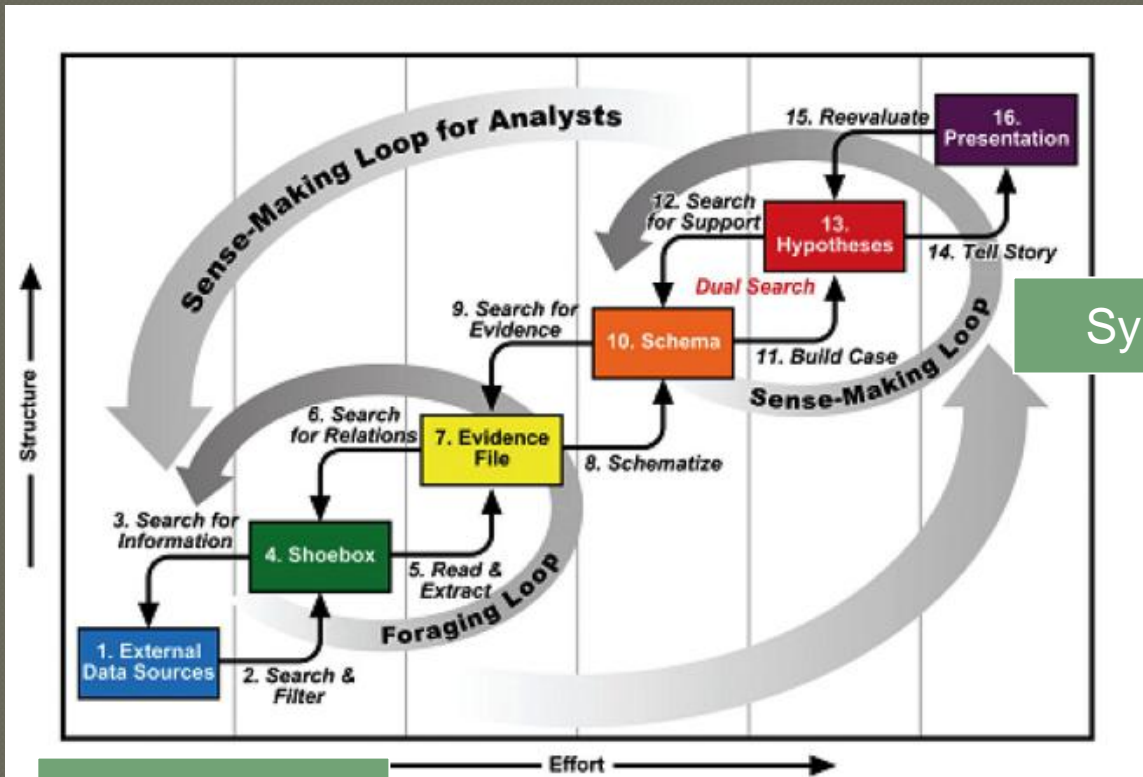 Sense-Making Loop for Analysts
15. Reevaluate
16.
Presentation
12. Search
for Support
13.
Hypotheses
14. Tell Story
Dual Search
9. Search for
Evidence
10. Schema
11. Build Case
Sense-Making Loop
Sy
6. Search
for Relations
7. Evidence
File
8. Schematize
3. Search for
Information
4. Shoebox
5. Read &
Extract
Foraging Loop
1. External
Data Sources
2. Search &
Filter
Structure
Effort